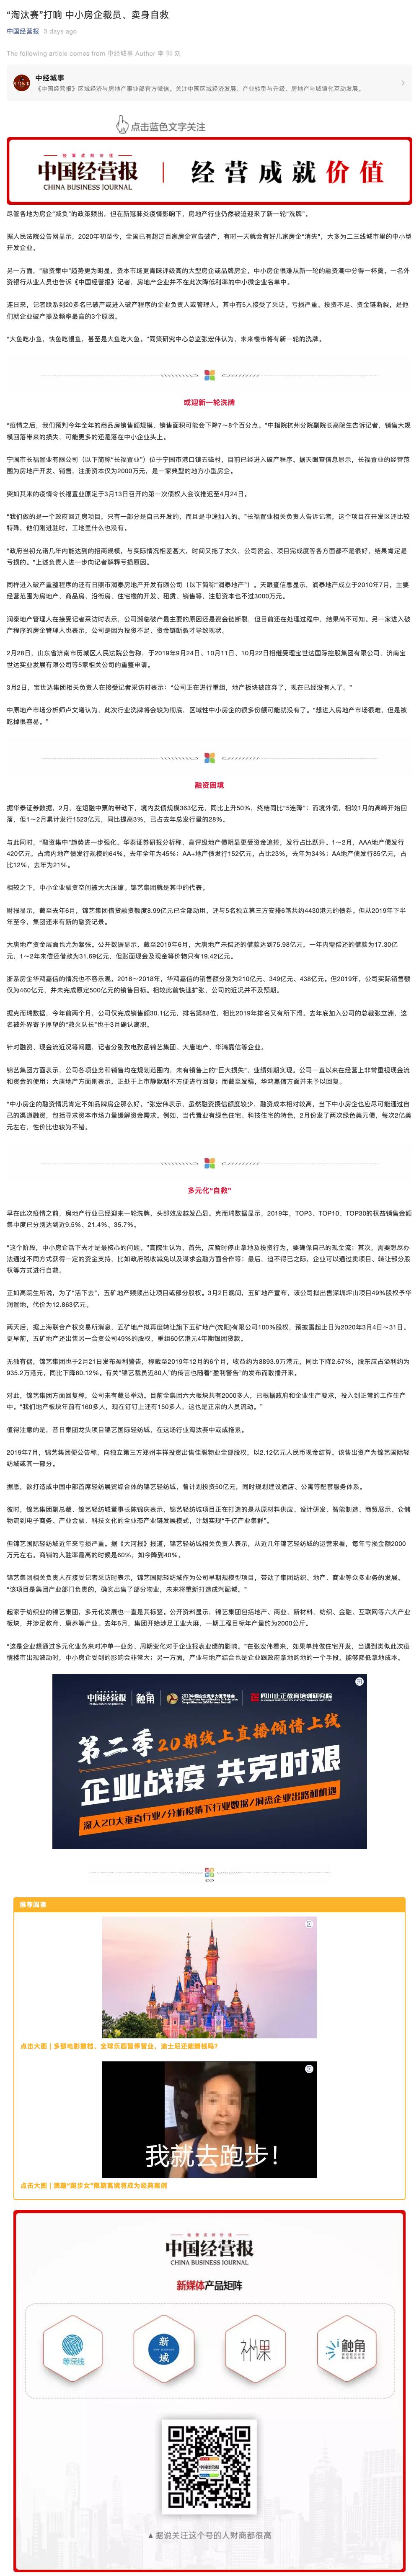 “淘汰赛”打响 中小房企裁员、卖身自救
中国经营报 3 days ago
The following article comes from 中经城事 Author 李 郭 刘
中经城事
《中国经营报》区域经济与房地产事业部官方微信。关注中国区域经济发展、产业转型与升级、房地产与城镇化互动发展。
点击蓝色文字关注
中国经营报
CHINA BUSINESS JOURNAL
经营成就价值
尽管各地为房企“减负”的政策频出，但在新冠肺炎疫情影响下，房地产行业仍然被迫迎来了新一轮“洗牌”。
据人民法院公告网显示，2020年初至今，全国已有超过百家房企宣告破产，有时一天就会有好几家房企“消失”，大多为二三线城市里的中小型
开发企业。
另一方面，“融资集中”趋势更为明显，资本市场更青睐评级高的大型房企或品牌房企，中小房企很难从新一轮的融资潮中分得一杯羹。一名外
资银行从业人员也告诉《中国经营报》记者，房地产企业并不在此次降低利率的中小微企业名单中。
连日来，记者联系到20多名已破产或进入破产程序的企业负责人或管理人，其中有5人接受了采访。亏损严重、投资不足、资金链断裂，是他
们就企业破产提及频率最高的3个原因。
“大鱼吃小鱼，快鱼吃慢鱼，甚至是大鱼吃大鱼。”同策研究中心总监张宏伟认为，未来楼市将有新一轮的洗牌。
或迎新一轮洗牌
“疫情之后，我们预判今年全年的商品房销售额规模、销售面积可能会下降7～8个百分点。”中指院杭州分院副院长高院生告诉记者，销售大规
模回落带来的损失，可能更多的还是落在中小企业头上。
宁国市长福置业有限公司（以下简称“长福置业”）位于宁国市港口镇五磁村，目前已经进入破产程序。据天眼查信息显示，长福置业的经营范
围为房地产开发、销售，注册资本仅为2000万元，是一家典型的地方小型房企。
突如其来的疫情令长福置业原定于3月13日召开的第一次债权人会议推迟至4月24日。
“我们做的是一个政府回迁房项目，只有一部分是自己开发的，而且是中途加入的。”长福置业相关负责人告诉记者，这个项目在开发区还比较
特殊，他们刚进驻时，工地里什么也没有。
“政府当初允诺几年内能达到的招商规模，与实际情况相差甚大，时间又拖了太久，公司资金、项目完成度等各方面都不是很好，结果肯定是
亏损的。”上述负责人进一步向记者解释亏损原因。
同样进入破产重整程序的还有日照市润泰房地产开发有限公司（以下简称“润泰地产”）。天眼查信息显示，润泰地产成立于2010年7月，主要
经营范围为房地产、商品房、沿街房、住宅楼的开发、租赁、销售等，注册资本也不过3000万元。
润泰地产管理人在接受记者采访时表示，公司濒临破产最主要的原因还是资金链断裂，但目前还在处理过程中，结果尚不可知。另一家进入破
产程序的房企管理人也表示，公司是因为投资不足、资金链断裂才导致现状。
2月28日，山东省济南市历城区人民法院公告称，于2019年9月24日、10月11日、10月22日相继受理宝世达国际控股集团有限公司、济南宝
世达实业发展有限公司等5家相关公司的重整申请。
3月2日，宝世达集团相关负责人在接受记者采访时表示：“公司正在进行重组，地产板块被放弃了，现在已经没有人了。”
中原地产市场分析师卢文曦认为，此次行业洗牌将会较为彻底，区域性中小房企的很多份额可能就没有了。“想进入房地产市场很难，但是被
吃掉很容易。”
融资困境
据华泰证券数据，2月，在短融中票的带动下，境内发债规模363亿元，同比上升50%，终结同比“5连降”；而境外债，相较1月的高峰开始回
落，但1～2月累计发行1523亿元，同比提高3%，已占去年总发行量的28%。
与此同时，“融资集中”趋势进一步强化。华泰证券研报分析称，高评级地产债明显更受资金追捧，发行占比跃升。1～2月，AAA地产债发行
420亿元，占境内地产债发行规模的64%，去年全年为45%；AA+地产债发行152亿元，占比23%，去年为34%；AA地产债发行85亿元，占
比12%，去年为21%。
相较之下，中小企业融资空间被大大压缩。锦艺集团就是其中的代表。
财报显示，截至去年6月，锦艺集团借贷融资额度8.99亿元已全部动用，还与5名独立第三方安排6笔共约4430港元的债券。但从2019年下半
年至今，集团还未有新的融资记录。
大唐地产资金层面也尤为紧张。公开数据显示，截至2019年6月，大唐地产未偿还的借款达到75.98亿元，一年内需偿还的借款为17.30亿
元，1～2年未偿还借款为31.69亿元，但账面现金及现金等价物只有19.42亿元。
浙系房企华鸿嘉信的情况也不容乐观。2016～2018年，华鸿嘉信的销售额分别为210亿元、349亿元、438亿元。但2019年，公司实际销售额
仅为460亿元，并未完成原定500亿元的销售目标。相较此前快速扩张，公司的近况并不及预期。
据克而瑞数据，今年前两个月，公司仅完成销售额30.1亿元，排名第88位，相比2019年排名又有所下滑。去年底加入公司的总裁张立洲，这
名被外界寄予厚望的“救火队长”也于3月确认离职。
针对融资、现金流近况等问题，记者分别致电致函锦艺集团、大唐地产、华鸿嘉信等企业。
锦艺集团方面表示，公司各项业务和销售均在规划范围内，未有销售上的“巨大损失”，业绩如期实现。公司一直以来在经营上非常重视现金流
和资金的使用；大唐地产方面则表示，正处于上市静默期不方便进行回复；而截至发稿，华鸿嘉信方面并未予以回复。
“中小房企的融资情况肯定不如品牌房企那么好。”张宏伟表示，虽然融资授信额度较少，融资成本相对较高，当下中小房企也应尽可能通过自
己的渠道融资，包括寻求资本市场力量缓解资金需求。例如，当代置业有绿色住宅、科技住宅的特色，2月份发了两次绿色美元债，每次2亿美
元左右，性价比也较为不错。
多元化“自救”
早在此次疫情之前，房地产行业已经迎来一轮洗牌，头部效应越发凸显。克而瑞数据显示，2019年，TOP3、TOP10、TOP30的权益销售金额
集中度已分别达到近9.5%、21.4%、35.7%。
“这个阶段，中小房企活下去才是最核心的问题。”高院生认为，首先，应暂时停止拿地及投资行为，要确保自己的现金流；其次，需要想尽办
法通过不同方式获得一定的资金支持，比如政府税收减免以及谋求金融方面合作等；最后，迫不得已之际，企业可以通过卖项目、转让部分股
权等方式进行自救。
正如高院生所说，为了“活下去”，五矿地产频频出让项目或部分股权。3月2日晚间，五矿地产宣布，该公司拟出售深圳坪山项目49%股权予华
润置地，代价为12.863亿元。
两天后，据上海联合产权交易所消息，五矿地产拟再度转让旗下五矿地产(沈阳)有限公司100%股权，预披露起止日为2020年3月4日～31日。
更早前，五矿地产还出售另一合资公司49%的股权，重组60亿港元4年期银团贷款。
无独有偶，锦艺集团也于2月21日发布盈利警告，称截至2019年12月的6个月，收益约为8893.9万港元，同比下降2.67%，股东应占溢利约为
935.2万港元，同比下降60.12%。有关“锦艺裁员近80人”的传言也随着“盈利警告”的发布而散播开来。
对此，锦艺集团方面回复称，公司未有裁员举动。目前全集团六大板块共有2000多人，已根据政府和企业生产要求，投入到正常的工作生产
中。“我们地产板块年前有160多人，现在钉钉上还有150多人，这也是正常的人员流动。”
值得注意的是，昔日集团龙头项目锦艺国际轻纺城，在这场行业淘汰赛中或成拖累。
2019年7月，锦艺集团便公告称，向独立第三方郑州丰祥投资出售佳聪物业全部股权，以2.12亿元人民币现金结算。该售出资产为锦艺国际轻
纺城或其一部分。
据悉，欲打造成中国中部首席轻纺展贸综合体的锦艺轻纺城，曾计划投资50亿元，同时规划建设酒店、公寓等配套服务体系。
彼时，锦艺集团副总裁、锦艺轻纺城董事长陈锦庆表示，锦艺轻纺城项目正在打造的是从原材料供应、设计研发、智能制造、商贸展示、仓储
物流到电子商务、产业金融、科技文化的全业态产业链发展模式，计划实现“千亿产业集群”。
但锦艺国际轻纺城近年来亏损严重。据《大河报》报道，锦艺轻纺城相关负责人表示，从近几年锦艺轻纺城的运营来看，每年亏损金额2000
万元左右。商铺的入驻率最高的时候是60%，如今降到40%。
锦艺集团相关负责人在接受记者采访时表示，锦艺国际轻纺城作为公司早期规模型项目，带动了集团纺织、地产、商业等众多业务的发展。
“该项目是集团产业部门负责的，确实出售了部分物业，未来将重新打造成汽配城。”
起家于纺织业的锦艺集团，多元化发展也一直是其标签。公开资料显示，锦艺集团包括地产、商业、新材料、纺织、金融、互联网等六大产业
板块，并涉足教育、康养等产业。去年6月，集团开始涉足工业大麻，一期工程目标年产量约为2000公斤。
“这是企业想通过多元化业务来对冲单一业务、周期变化对于企业报表业绩的影响。”在张宏伟看来，如果单纯做住宅开发，当遇到类似此次疫
情楼市出现波动时，中小房企受到的影响会非常大；另一方面，产业与地产结合也是企业跟政府拿地购地的一个手段，能够降低拿地成本。
中国经营报 触角 四川止正教育培训研究院
第二季 20期线上直播倾情上线
企业战疫 共克时艰
深入20大垂直行业/分析疫情下行业数据/洞悉企业出路和机遇
推荐阅读
点击大图 | 多部电影撤档、全球乐园暂停营业，迪士尼还能赚钱吗？
我就去跑步！
点击大图 | 澳籍“跑步女”限期离境将成为经典案例
中国经营报
CHINA BUSINESS JOURNAL
新媒体产品矩阵
等深线
新域
补课
触角
▲据说关注这个号的人财商都很高